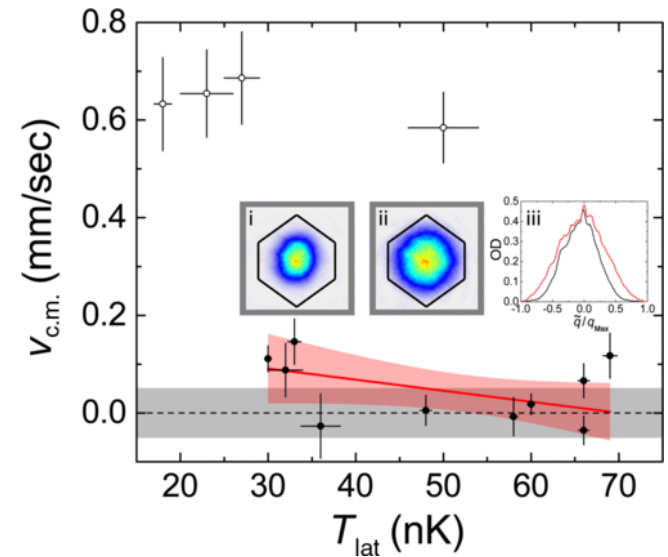 0.8
0.6
0.4
0.2
0.0
v c.m. (mm/sec)
i
ii
iii
0.5
0.4
0.3
0.2
0.1
0.0
OD
-1.0 -0.5 0.0 0.5 1.0
q̃/q Max
20 30 40 50 60 70
T lat (nK)